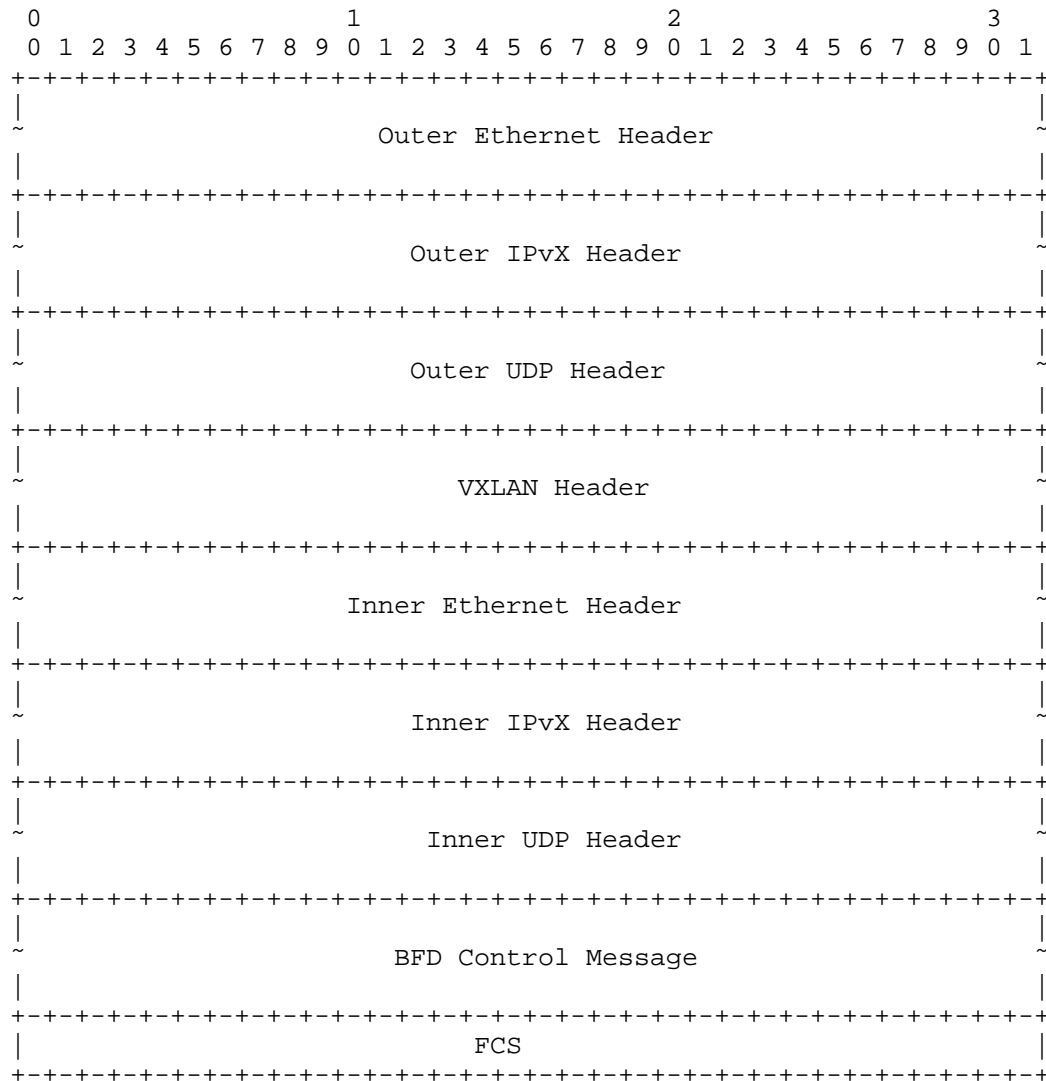 0                   1                   2                   3
 0 1 2 3 4 5 6 7 8 9 0 1 2 3 4 5 6 7 8 9 0 1 2 3 4 5 6 7 8 9 0 1
+-+-+-+-+-+-+-+-+-+-+-+-+-+-+-+-+-+-+-+-+-+-+-+-+-+-+-+-+-+-+-+-+
|                                                               |
~                      Outer Ethernet Header                    ~
|                                                               |
+-+-+-+-+-+-+-+-+-+-+-+-+-+-+-+-+-+-+-+-+-+-+-+-+-+-+-+-+-+-+-+-+
|                                                               |
~                        Outer IPvX Header                      ~
|                                                               |
+-+-+-+-+-+-+-+-+-+-+-+-+-+-+-+-+-+-+-+-+-+-+-+-+-+-+-+-+-+-+-+-+
|                                                               |
~                        Outer UDP Header                       ~
|                                                               |
+-+-+-+-+-+-+-+-+-+-+-+-+-+-+-+-+-+-+-+-+-+-+-+-+-+-+-+-+-+-+-+-+
|                                                               |
~                           VXLAN Header                        ~
|                                                               |
+-+-+-+-+-+-+-+-+-+-+-+-+-+-+-+-+-+-+-+-+-+-+-+-+-+-+-+-+-+-+-+-+
|                                                               |
~                    Inner Ethernet Header                      ~
|                                                               |
+-+-+-+-+-+-+-+-+-+-+-+-+-+-+-+-+-+-+-+-+-+-+-+-+-+-+-+-+-+-+-+-+
|                                                               |
~                        Inner IPvX Header                      ~
|                                                               |
+-+-+-+-+-+-+-+-+-+-+-+-+-+-+-+-+-+-+-+-+-+-+-+-+-+-+-+-+-+-+-+-+
|                                                               |
~                         Inner UDP Header                      ~
|                                                               |
+-+-+-+-+-+-+-+-+-+-+-+-+-+-+-+-+-+-+-+-+-+-+-+-+-+-+-+-+-+-+-+-+
|                                                               |
~                       BFD Control Message                     ~
|                                                               |
+-+-+-+-+-+-+-+-+-+-+-+-+-+-+-+-+-+-+-+-+-+-+-+-+-+-+-+-+-+-+-+-+
|                            FCS                                |
+-+-+-+-+-+-+-+-+-+-+-+-+-+-+-+-+-+-+-+-+-+-+-+-+-+-+-+-+-+-+-+-+